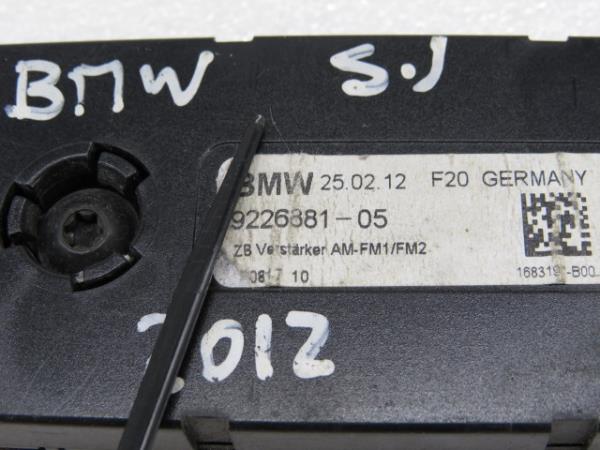 BMW S.J
BMW 25.02.12 F20 GERMANY
9226881-05
ZB Verstärker AM-FM1/FM2
10
2012